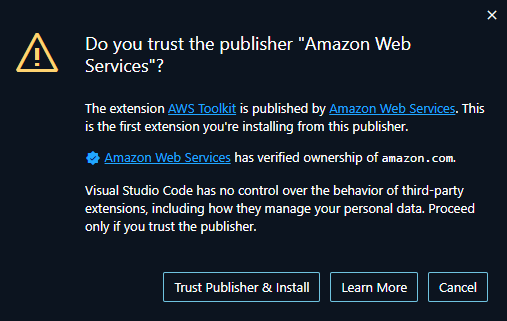 Do you trust the publisher "Amazon Web
Services"?
The extension AWS Toolkit is published by Amazon Web Services. This
is the first extension you're installing from this publisher.
Amazon Web Services has verified ownership of amazon.com.
Visual Studio Code has no control over the behavior of third-party
extensions, including how they manage your personal data. Proceed
only if you trust the publisher.
Trust Publisher & Install
Learn More
Cancel